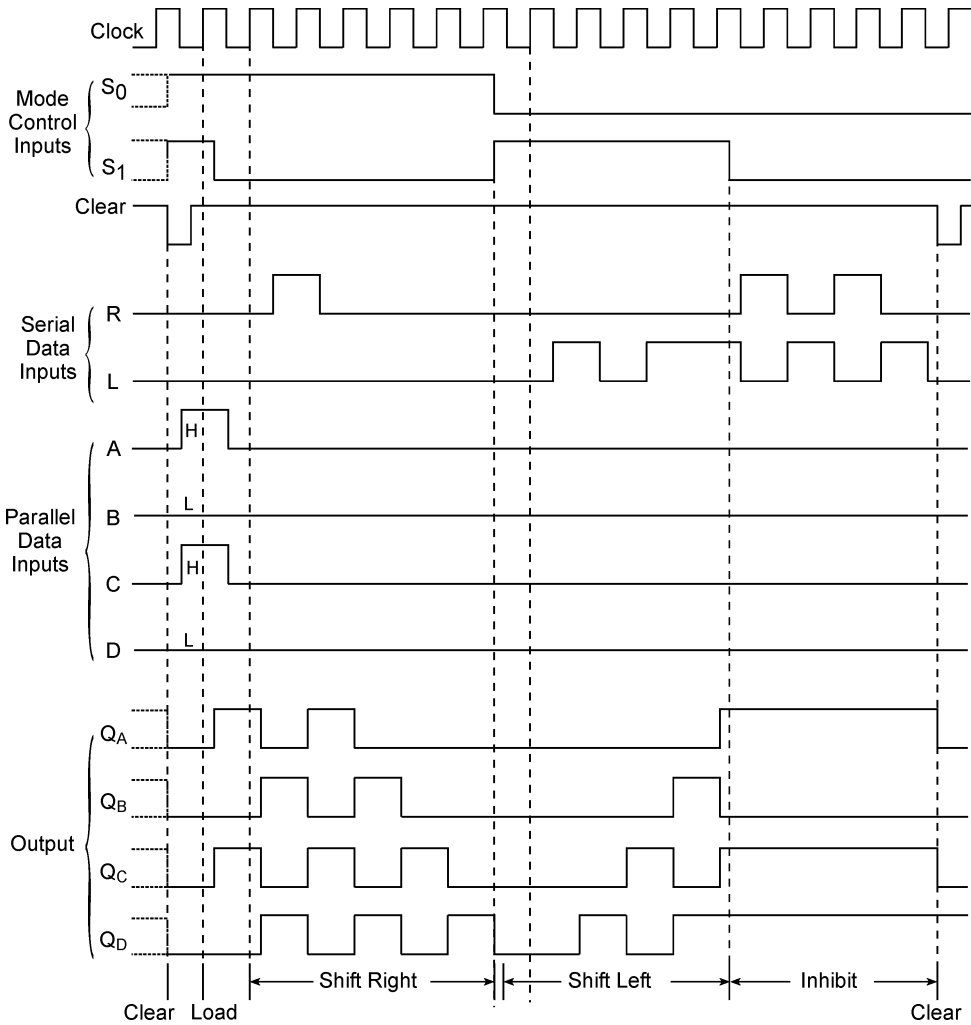 Clock
S0
Mode
Control
Inputs
S1
Clear
R
Serial
Data
Inputs
L
H
A
L
B
Parallel
Data
Inputs
H
C
L
D
QA
QB
Output
QC
QD
Shift Right
Shift Left
Inhibit
Clear
Load
Clear